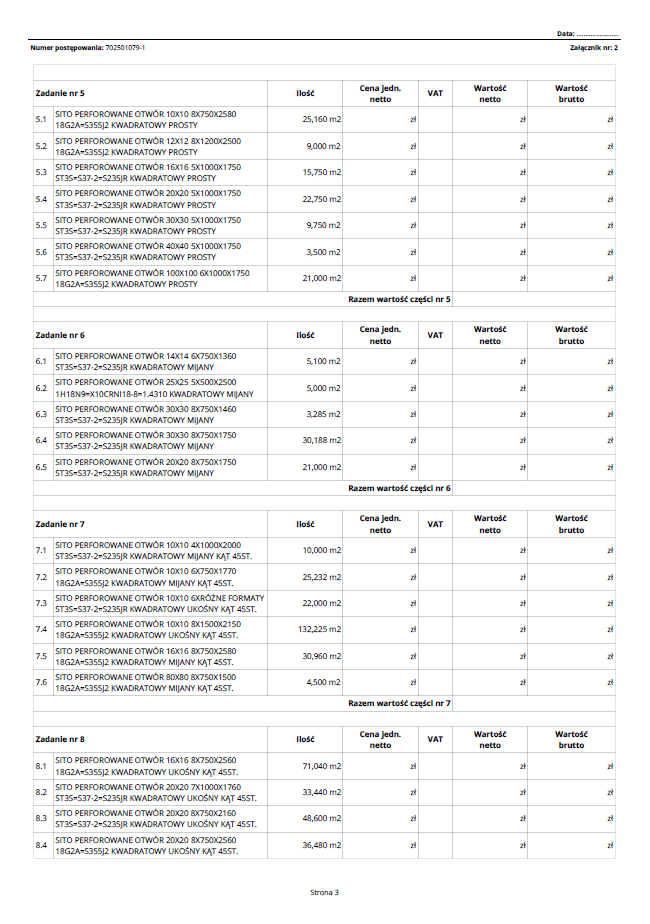 Data: .....................
Numer postępowania: 702501079-1 Załącznik nr: 2
Zadanie nr 5 Ilość Cena jedn. netto VAT Wartość netto Wartość brutto
5.1 SITO PERFOROWANE OTWÓR 10X10 8X750X2580
18G2A=S355J2 KWADRATOWY PROSTY 25,160 m2 zł zł zł
5.2 SITO PERFOROWANE OTWÓR 12X12 8X1200X2500
18G2A=S355J2 KWADRATOWY PROSTY 9,000 m2 zł zł zł
5.3 SITO PERFOROWANE OTWÓR 16X16 5X1000X1750
ST3S=S37-2=S235JR KWADRATOWY PROSTY 15,750 m2 zł zł zł
5.4 SITO PERFOROWANE OTWÓR 20X20 5X1000X1750
ST3S=S37-2=S235JR KWADRATOWY PROSTY 22,750 m2 zł zł zł
5.5 SITO PERFOROWANE OTWÓR 30X30 5X1000X1750
ST3S=S37-2=S235JR KWADRATOWY PROSTY 9,750 m2 zł zł zł
5.6 SITO PERFOROWANE OTWÓR 40X40 5X1000X1750
ST3S=S37-2=S235JR KWADRATOWY PROSTY 3,500 m2 zł zł zł
5.7 SITO PERFOROWANE OTWÓR 100X100 6X1000X1750
18G2A=S355J2 KWADRATOWY PROSTY 21,000 m2 zł zł zł
Razem wartość części nr 5
Zadanie nr 6 Ilość Cena jedn. netto VAT Wartość netto Wartość brutto
6.1 SITO PERFOROWANE OTWÓR 14X14 6X750X1360
ST3S=S37-2=S235JR KWADRATOWY MIJANY 5,100 m2 zł zł zł
6.2 SITO PERFOROWANE OTWÓR 25X25 5X500X2500
1H18N9=X10CRNI18-8=1.4310 KWADRATOWY MIJANY 5,000 m2 zł zł zł
6.3 SITO PERFOROWANE OTWÓR 30X30 8X750X1460
ST3S=S37-2=S235JR KWADRATOWY MIJANY 3,285 m2 zł zł zł
6.4 SITO PERFOROWANE OTWÓR 30X30 8X750X1750
ST3S=S37-2=S235JR KWADRATOWY MIJANY 30,188 m2 zł zł zł
6.5 SITO PERFOROWANE OTWÓR 20X20 8X750X1750
ST3S=S37-2=S235JR KWADRATOWY MIJANY 21,000 m2 zł zł zł
Razem wartość części nr 6
Zadanie nr 7 Ilość Cena jedn. netto VAT Wartość netto Wartość brutto
7.1 SITO PERFOROWANE OTWÓR 10X10 4X1000X2000
ST3S=S37-2=S235JR KWADRATOWY MIJANY KĄT 45ST. 10,000 m2 zł zł zł
7.2 SITO PERFOROWANE OTWÓR 10X10 6X750X1770
18G2A=S355J2 KWADRATOWY MIJANY KĄT 45ST. 25,232 m2 zł zł zł
7.3 SITO PERFOROWANE OTWÓR 10X10 6XRÓŻNE FORMATY
ST3S=S37-2=S235JR KWADRATOWY UKOŚNY KĄT 45ST. 22,000 m2 zł zł zł
7.4 SITO PERFOROWANE OTWÓR 10X10 8X1500X2150
18G2A=S355J2 KWADRATOWY UKOŚNY KĄT 45ST. 132,225 m2 zł zł zł
7.5 SITO PERFOROWANE OTWÓR 16X16 8X750X2580
18G2A=S355J2 KWADRATOWY MIJANY KĄT 45ST. 30,960 m2 zł zł zł
7.6 SITO PERFOROWANE OTWÓR 80X80 8X750X1500
18G2A=S355J2 KWADRATOWY MIJANY KĄT 45ST. 4,500 m2 zł zł zł
Razem wartość części nr 7
Zadanie nr 8 Ilość Cena jedn. netto VAT Wartość netto Wartość brutto
8.1 SITO PERFOROWANE OTWÓR 16X16 8X750X2560
18G2A=S355J2 KWADRATOWY UKOŚNY KĄT 45ST. 71,040 m2 zł zł zł
8.2 SITO PERFOROWANE OTWÓR 20X20 7X1000X1760
ST3S=S37-2=S235JR KWADRATOWY UKOŚNY KĄT 45ST. 33,440 m2 zł zł zł
8.3 SITO PERFOROWANE OTWÓR 20X20 8X750X2160
ST3S=S37-2=S235JR KWADRATOWY UKOŚNY KĄT 45ST. 48,600 m2 zł zł zł
8.4 SITO PERFOROWANE OTWÓR 20X20 8X750X2560
18G2A=S355J2 KWADRATOWY UKOŚNY KĄT 45ST. 36,480 m2 zł zł zł
Strona 3